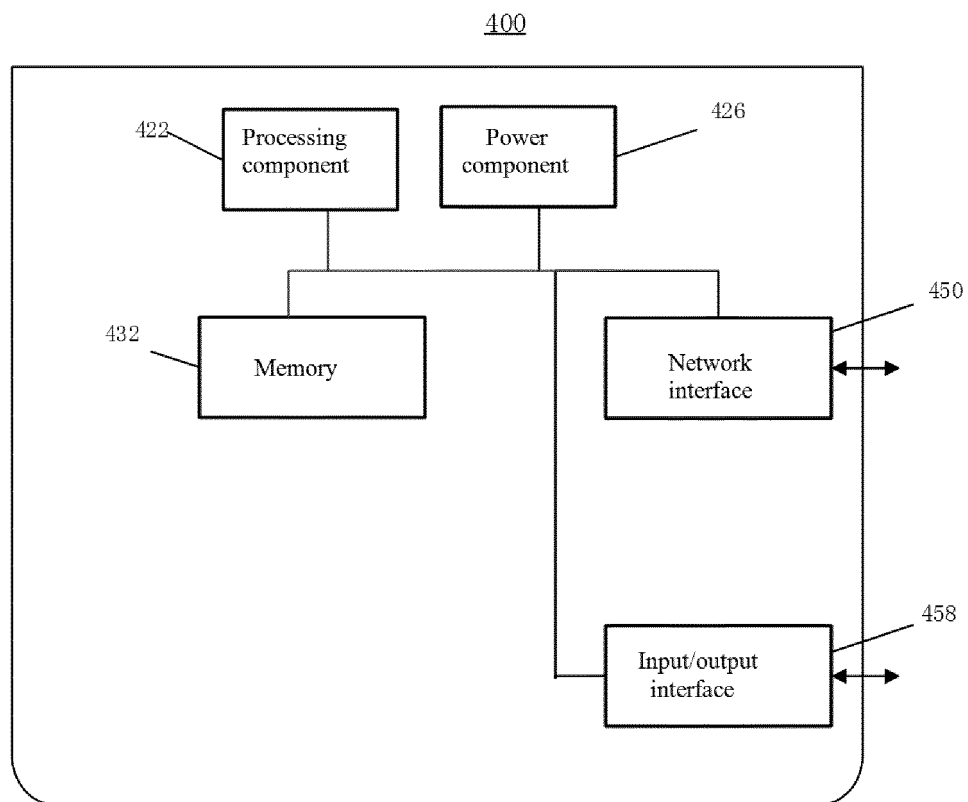 400
422
Processing
component
Power
component
426
432
Memory
450
Network
interface
458
Input/output
interface